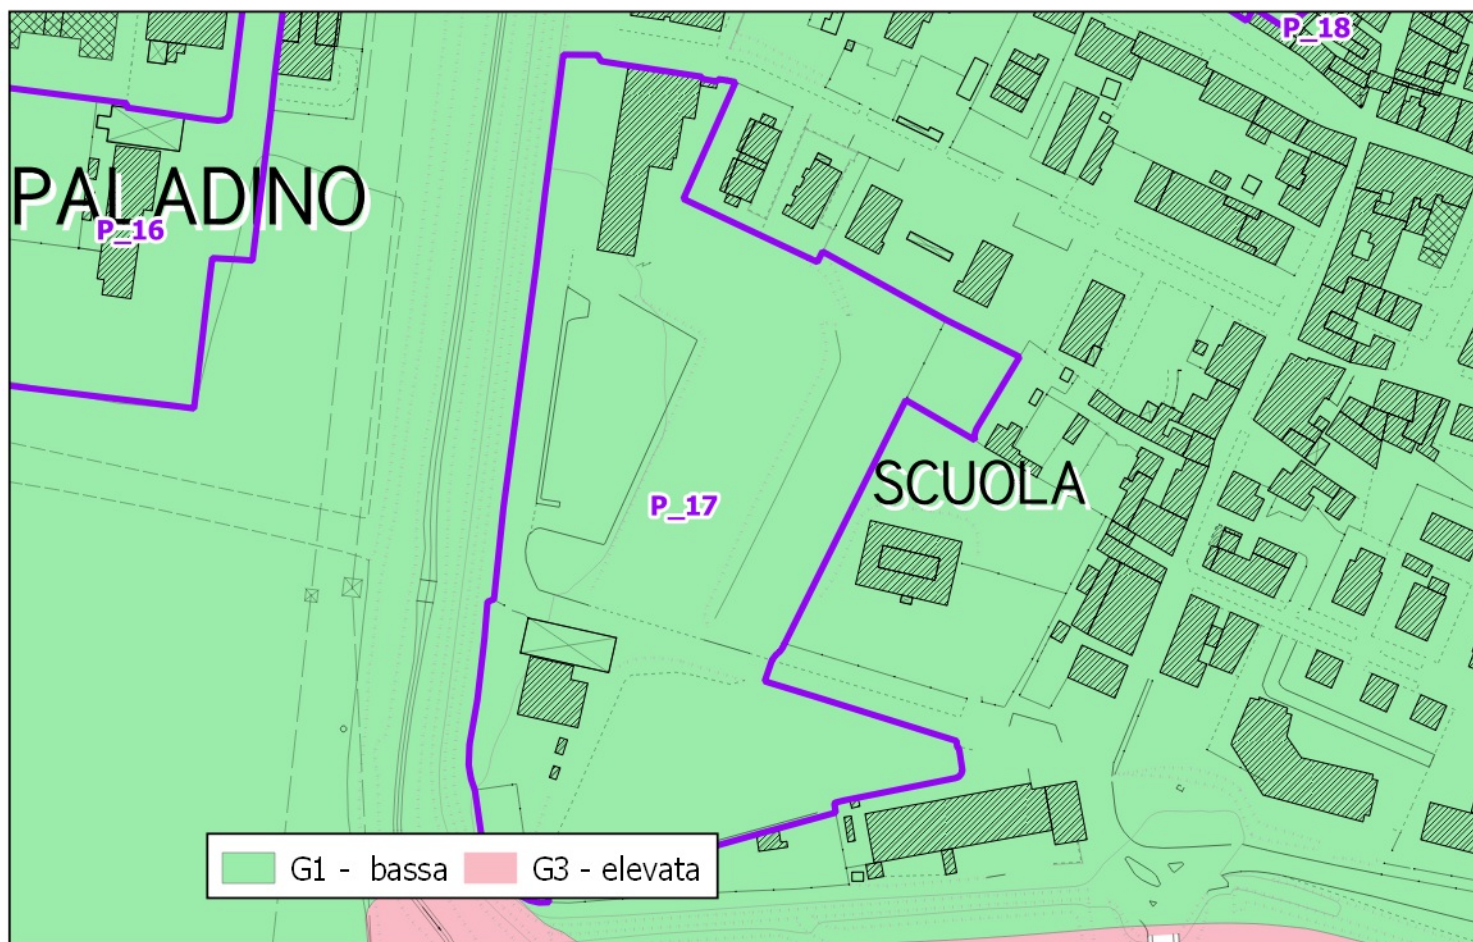 P_18
PALADINO
P_16
SCUOLA
P_17
G1 - bassa G3 - elevata